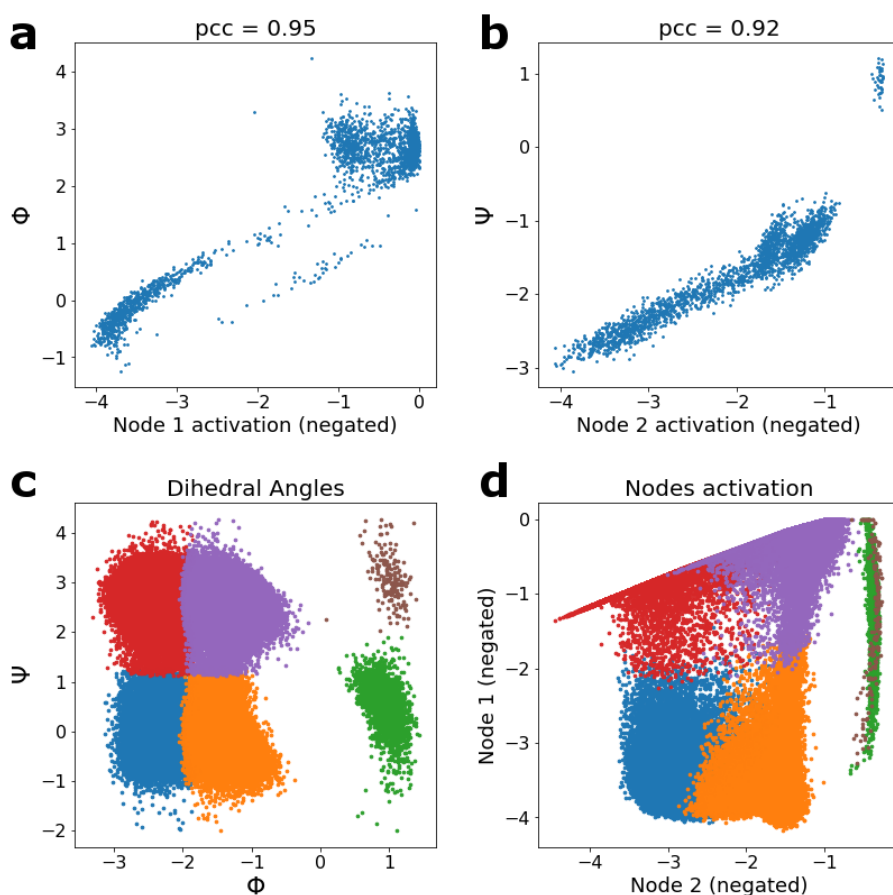 a
pcc = 0.95
Φ
4
3
2
1
0
−1
−4
−3
−2
−1
0
Node 1 activation (negated)
b
pcc = 0.92
Ψ
1
0
−1
−2
−3
−4
−3
−2
−1
Node 2 activation (negated)
c
Dihedral Angles
Ψ
4
3
2
1
0
−1
−2
−3
−2
−1
0
1
Φ
d
Nodes activation
Node 1 (negated)
0
−1
−2
−3
−4
−4
−3
−2
−1
Node 2 (negated)